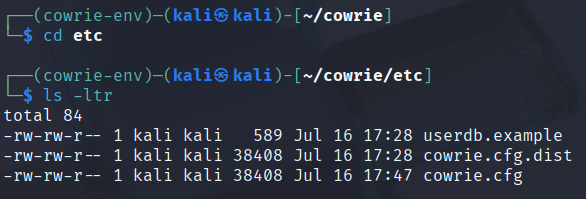 ┌──(cowrie-env)─(kali㉿kali)-[~/cowrie]
└─$ cd etc
┌──(cowrie-env)─(kali㉿kali)-[~/cowrie/etc]
└─$ ls -ltr
total 84
-rw-rw-r-- 1 kali kali   589 Jul 16 17:28 userdb.example
-rw-rw-r-- 1 kali kali 38408 Jul 16 17:28 cowrie.cfg.dist
-rw-rw-r-- 1 kali kali 38408 Jul 16 17:47 cowrie.cfg